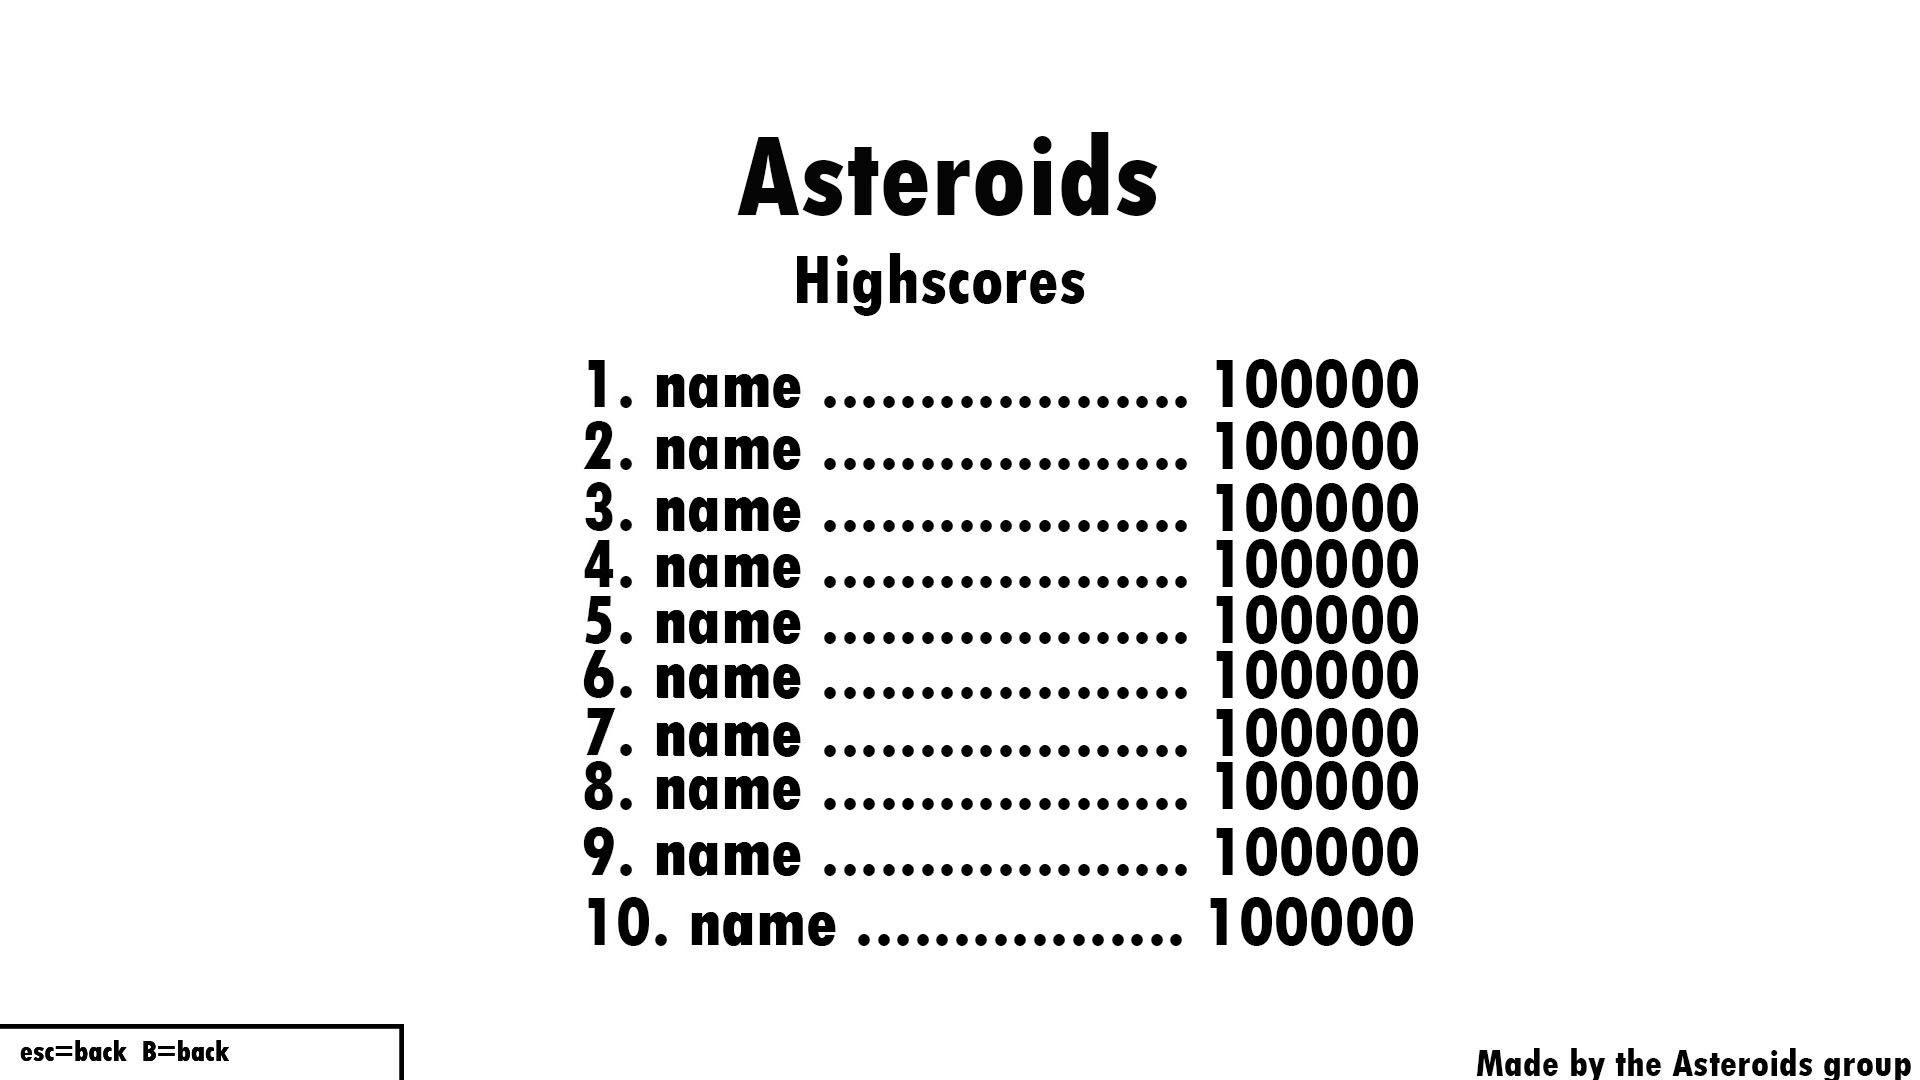 Asteroids
Highscores
1. name ................... 100000
2. name ................... 100000
3. name ................... 100000
4. name ................... 100000
5. name ................... 100000
6. name ................... 100000
7. name ................... 100000
8. name ................... 100000
9. name ................... 100000
10. name ................. 100000
esc=back B=back
Made by the Asteroids group